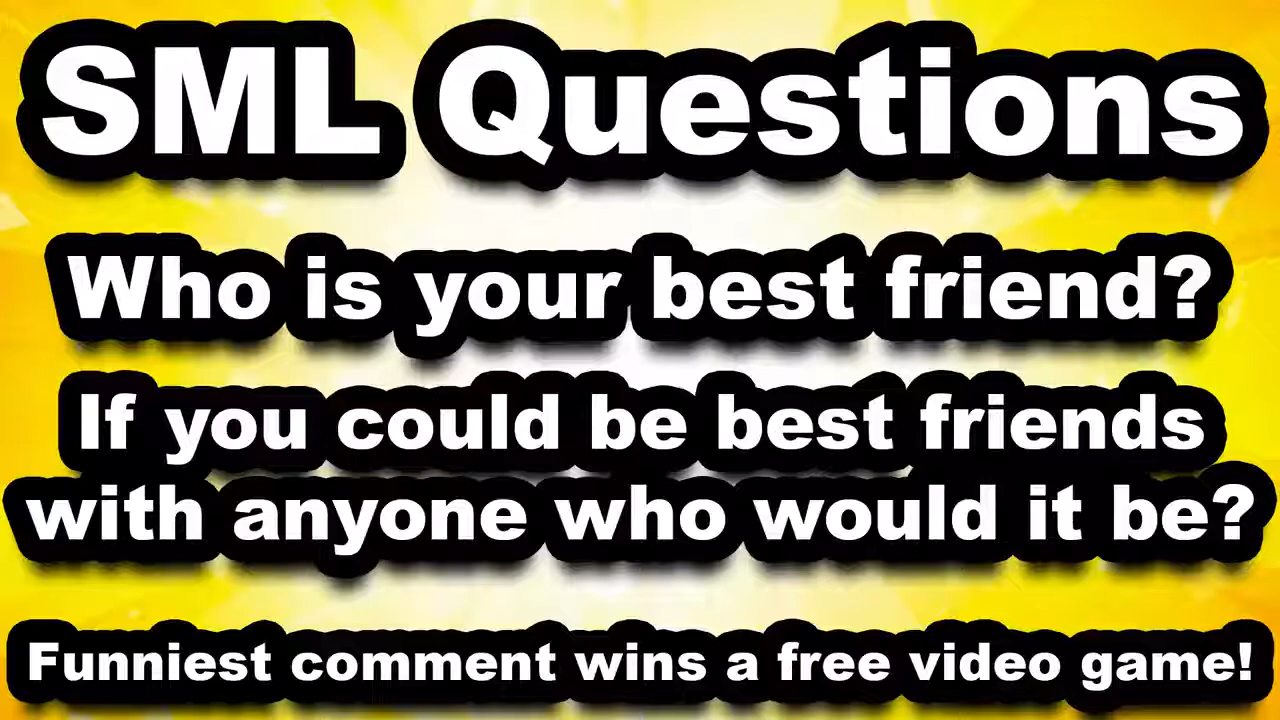 SML Questions
Who is your best friend?
If you could be best friends
with anyone who would it be?
Funniest comment wins a free video game!